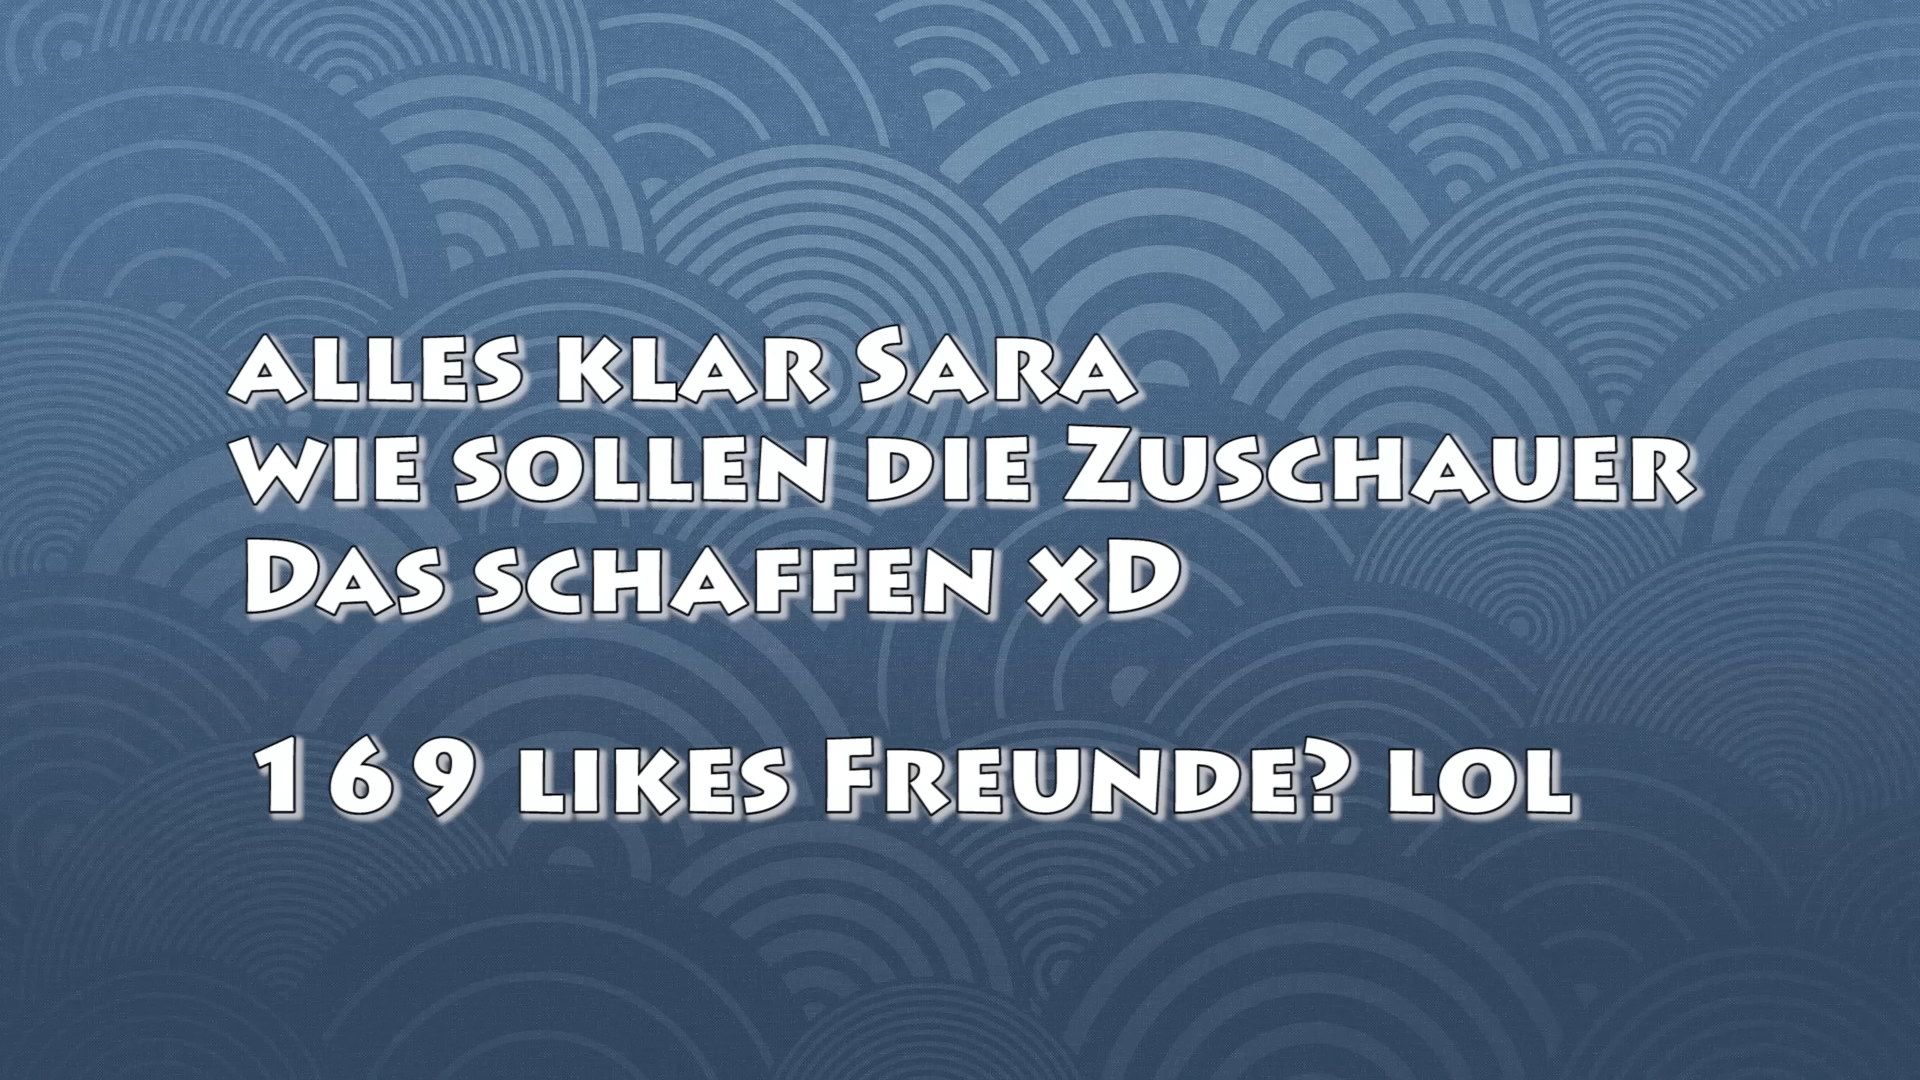 alles klar Sara
wie sollen die Zuschauer
Das schaffen xD
169 likes Freunde? lol